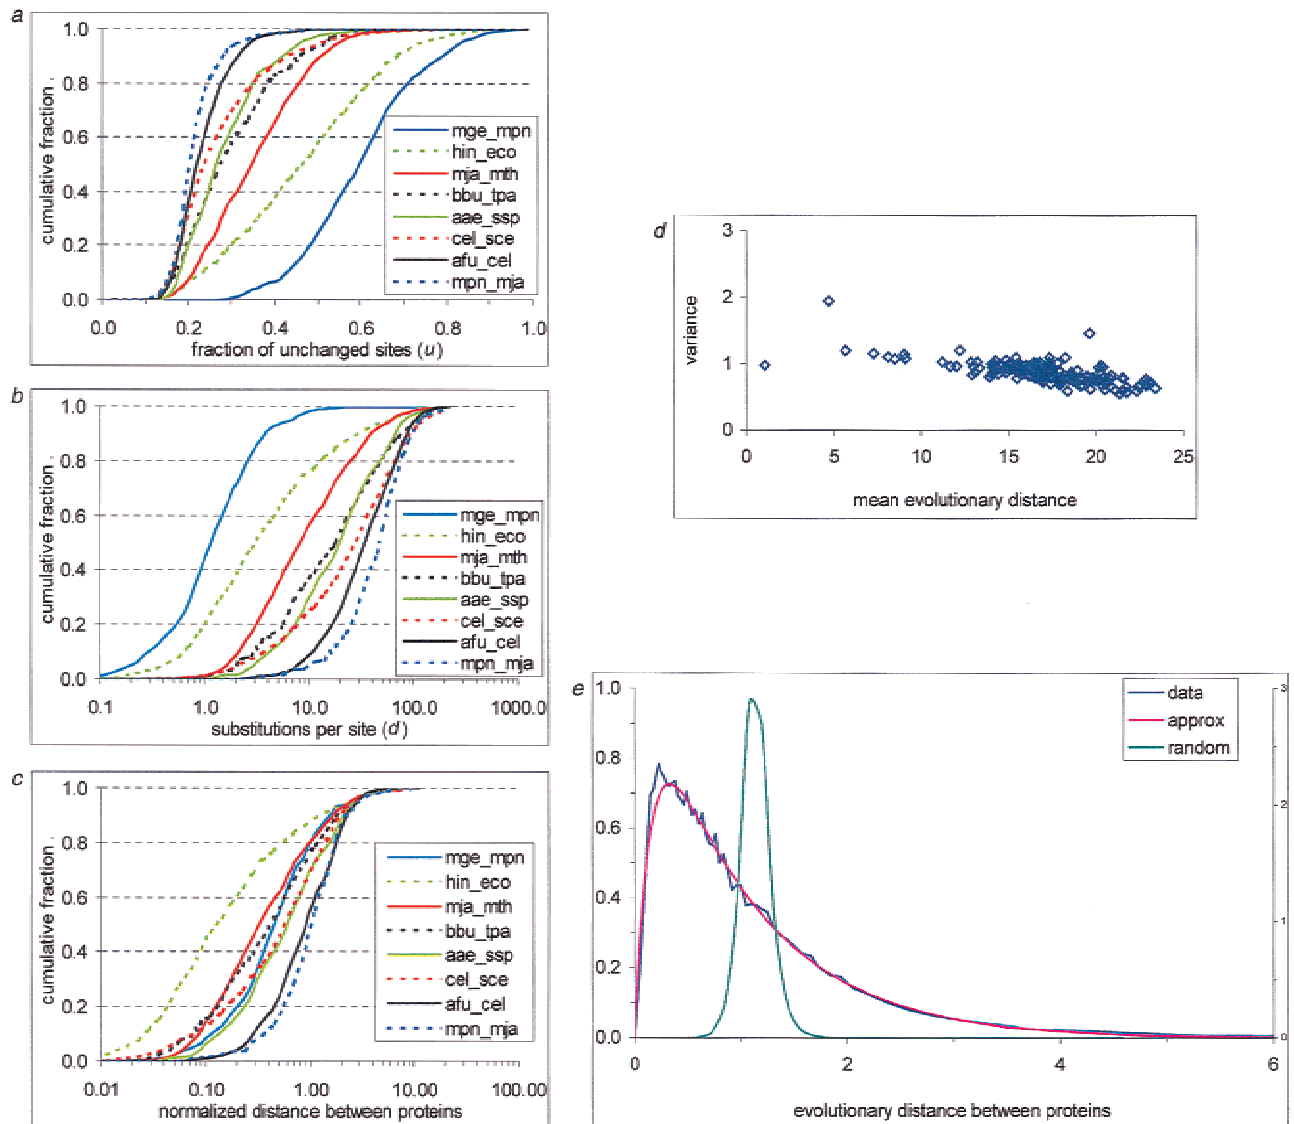 a
1.0
0.8
0.6
0.4
0.2
0.0
cumulative fraction .
mge_mpn
hin_eco
mja_mth
bbu_tpa
aae_ssp
cel_sce
afu_cel
mpn_mja
0.0 0.2 0.4 0.6 0.8 1.0
fraction of unchanged sites (u)
b
1.0
0.8
0.6
0.4
0.2
0.0
cumulative fraction .
mge_mpn
hin_eco
mja_mth
bbu_tpa
aae_ssp
cel_sce
afu_cel
mpn_mja
0.1 1.0 10.0 100.0 1000.0
substitutions per site (d)
c
1.0
0.8
0.6
0.4
0.2
0.0
cumulative fraction .
mge_mpn
hin_eco
mja_mth
bbu_tpa
aae_ssp
cel_sce
afu_cel
mpn_mja
0.01 0.10 1.00 10.00 100.00
normalized distance between proteins
d
3
2
1
0
variance
0 5 10 15 20 25
mean evolutionary distance
e
1.0
0.8
0.6
0.4
0.2
0.0
data
approx
random
3
2
1
0
0 2 4 6
evolutionary distance between proteins